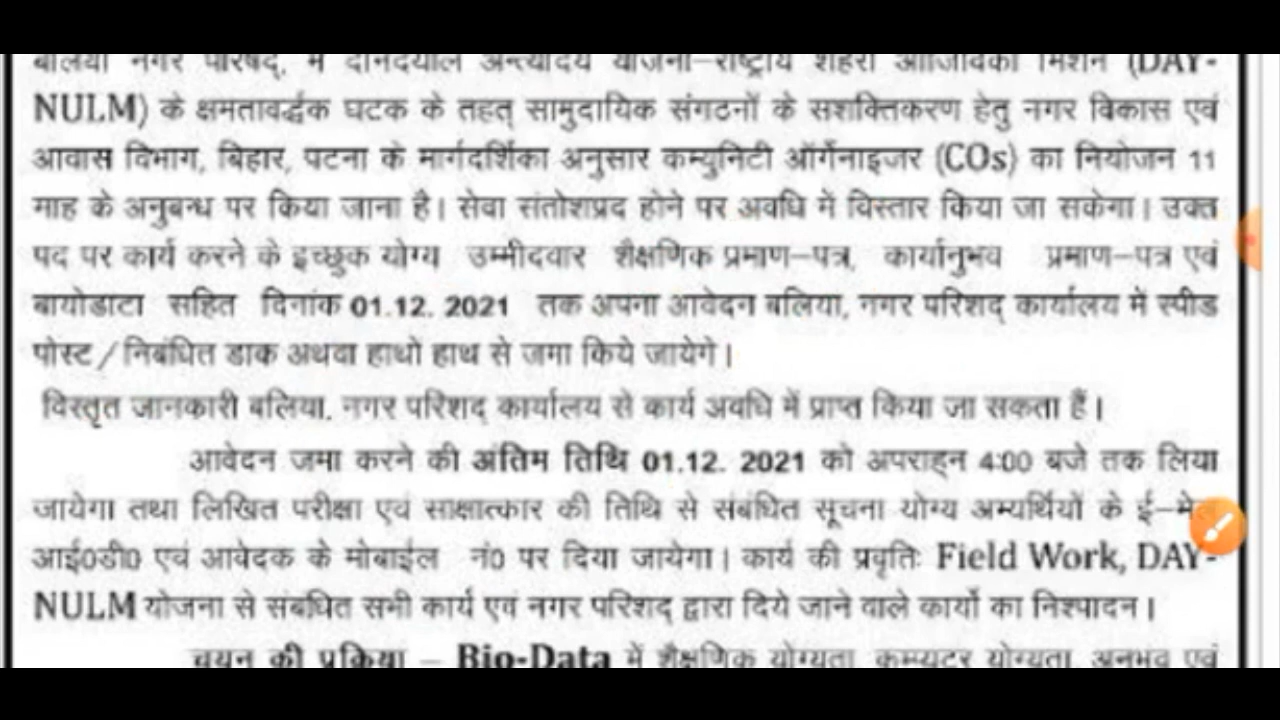 बलिया नगर परिषद्, में दीनदयाल अन्त्योदय योजना–राष्ट्रीय शहरी आजिविका मिशन (DAY-
NULM) के क्षमतावर्द्धक घटक के तहत् सामुदायिक संगठनों के सशक्तिकरण हेतु नगर विकास एवं
आवास विभाग, बिहार, पटना के मार्गदर्शिका अनुसार कम्युनिटी ऑर्गेनाइजर (COs) का नियोजन 11
माह के अनुबन्ध पर किया जाना है। सेवा संतोशप्रद होने पर अवधि में विस्तार किया जा सकेगा। उक्त
पद पर कार्य करने के इच्छुक योग्य उम्मीदवार शैक्षणिक प्रमाण–पत्र, कार्यानुभव प्रमाण–पत्र एवं
बायोडाटा सहित दिनांक 01.12. 2021 तक अपना आवेदन बलिया, नगर परिशद् कार्यालय में स्पीड
पोस्ट/निबंधित डाक अथवा हाथो हाथ से जमा किये जायेगे।
विस्तृत जानकारी बलिया, नगर परिशद् कार्यालय से कार्य अवधि में प्राप्त किया जा सकता हैं।
आवेदन जमा करने की अंतिम तिथि 01.12. 2021 को अपराह्न 4:00 बजे तक लिया
जायेगा तथा लिखित परीक्षा एवं साक्षात्कार की तिथि से संबंधित सूचना योग्य अभ्यर्थियों के ई–मेल
आई0डी0 एवं आवेदक के मोबाईल नं0 पर दिया जायेगा। कार्य की प्रवृतिः Field Work, DAY-
NULM योजना से संबंधित सभी कार्य एवं नगर परिशद् द्वारा दिये जाने वाले कार्यो का निश्पादन।
चयन की प्रक्रिया – Bio-Data में शैक्षणिक योग्यता, कम्प्यूटर योग्यता, अनुभव एवं